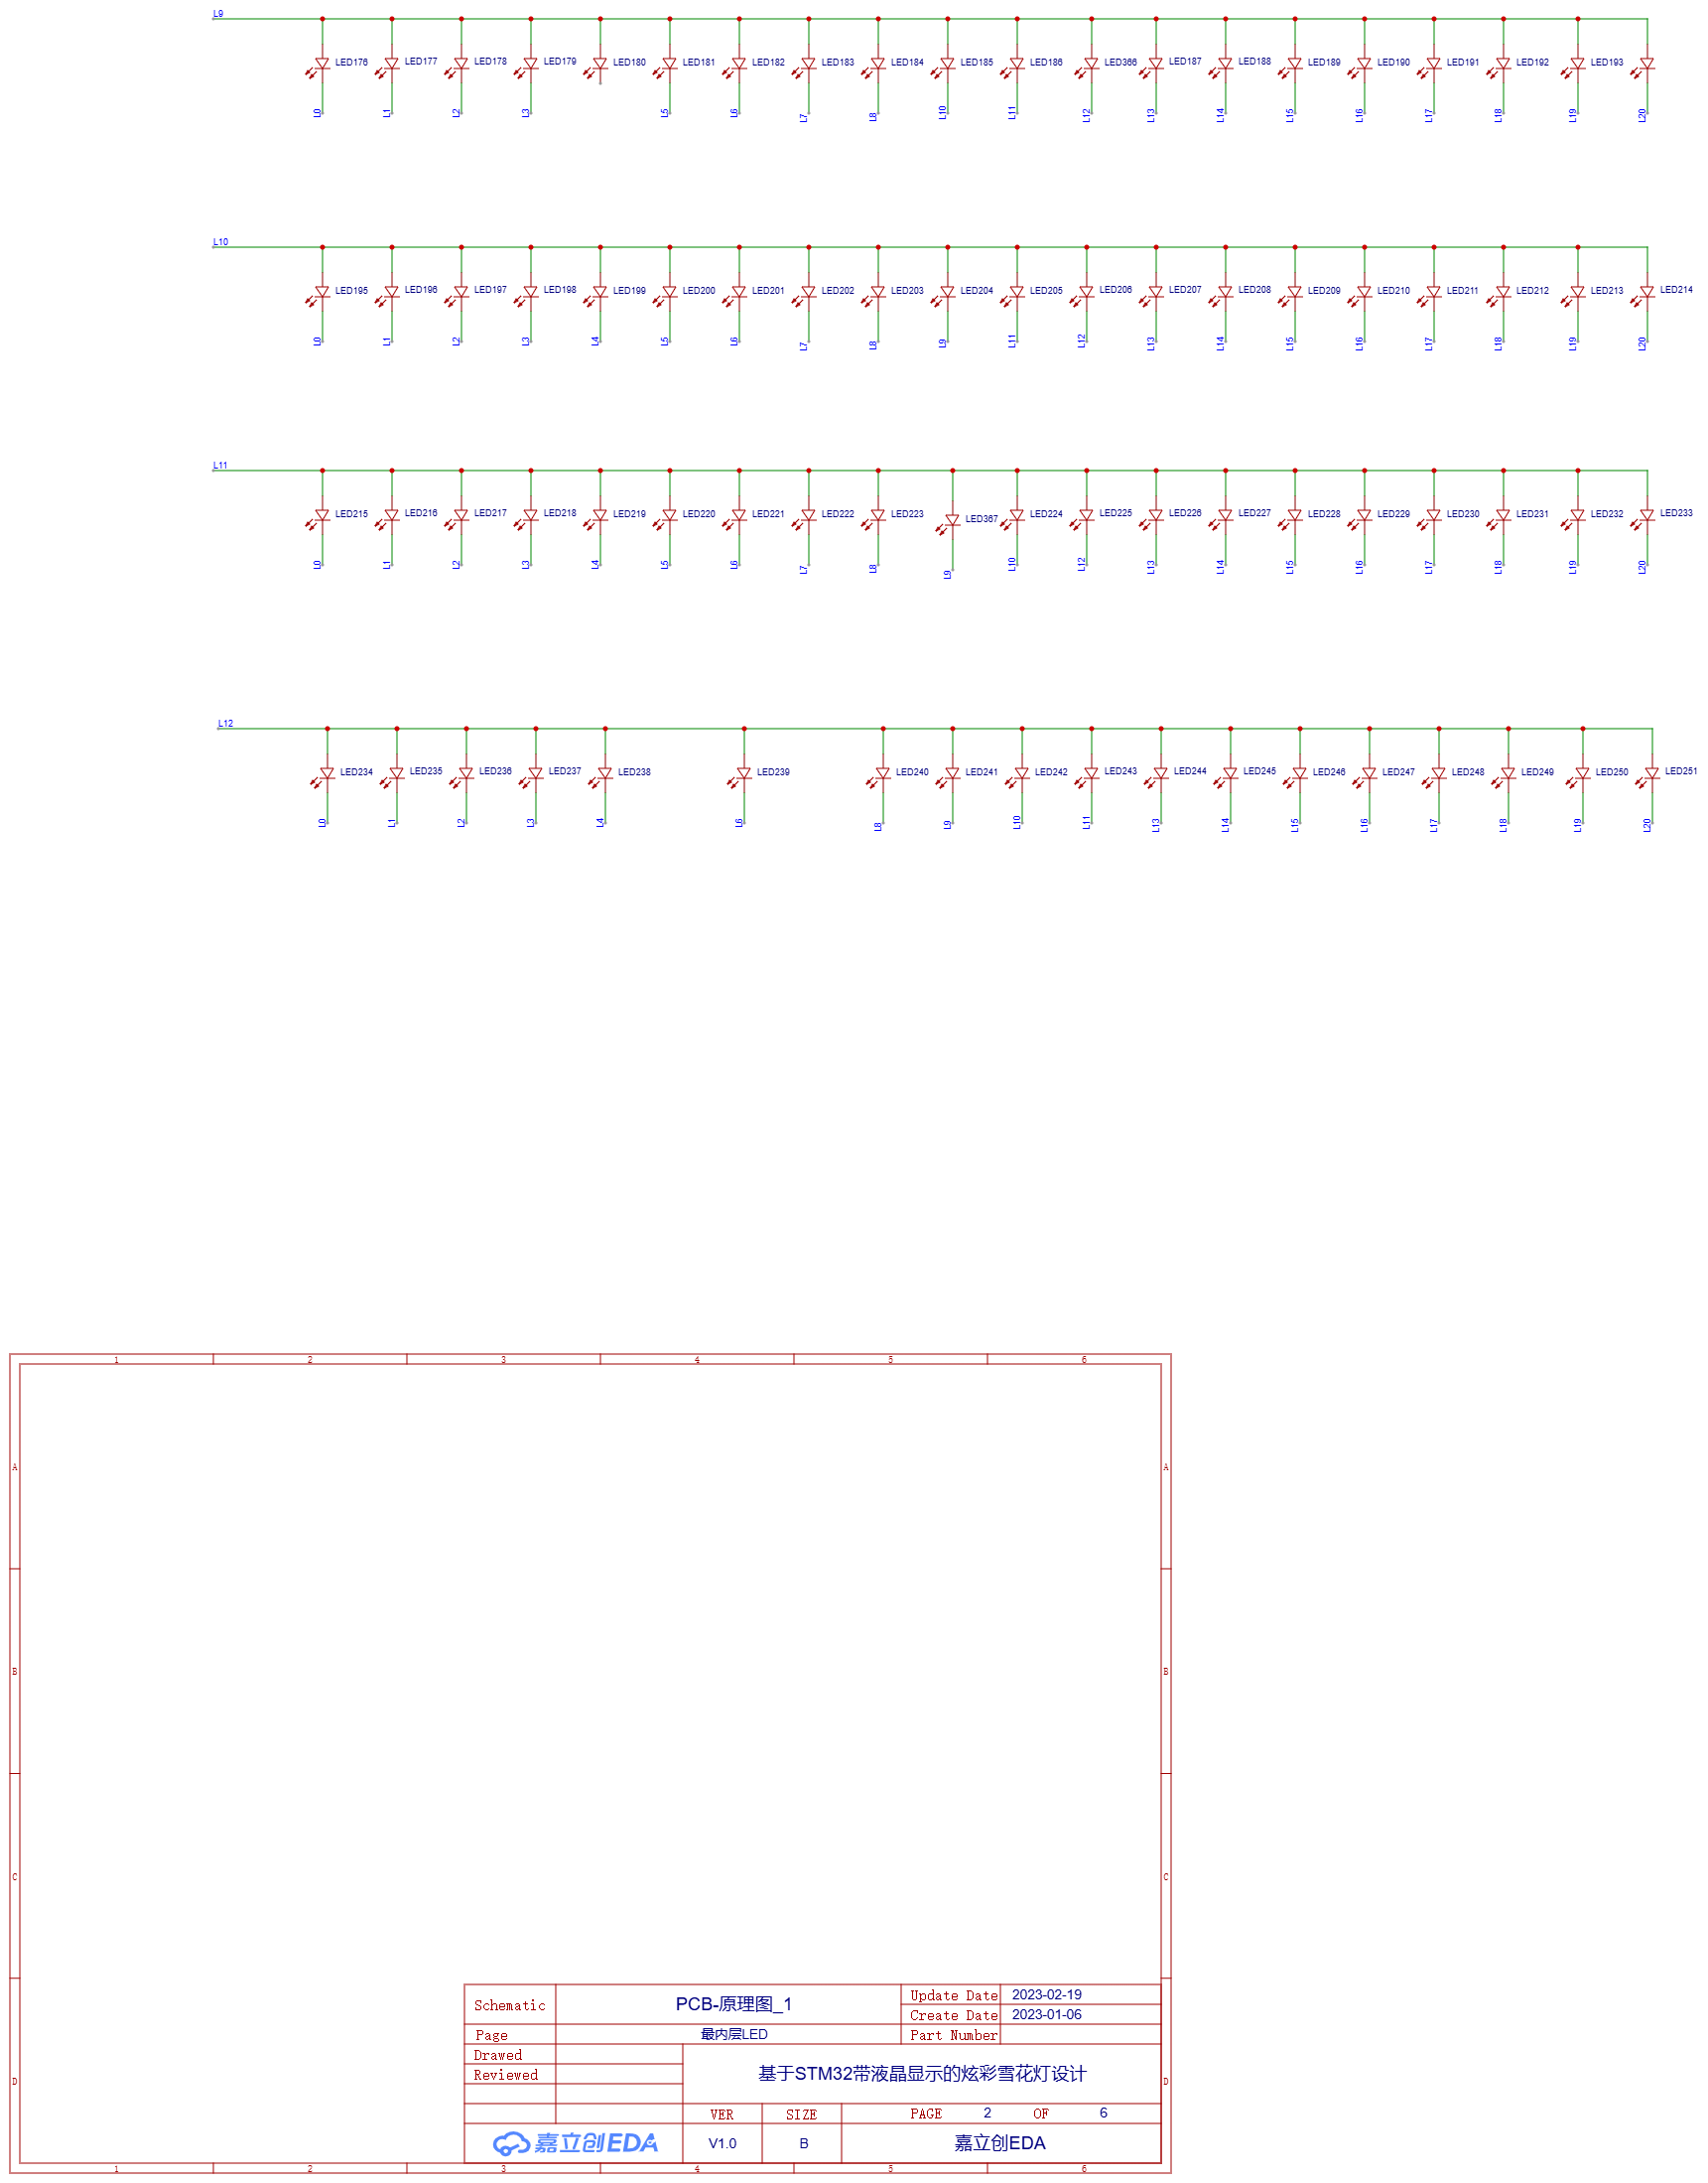 L9
LED176 LED177 LED178 LED179 LED180 LED181 LED182 LED183 LED184 LED185 LED186 LED366 LED187 LED188 LED189 LED190 LED191 LED192 LED193
L0 L1 L2 L3 L5 L6 L7 L8 L10 L11 L12 L13 L14 L15 L16 L17 L18 L19 L20
L10
LED195 LED196 LED197 LED198 LED199 LED200 LED201 LED202 LED203 LED204 LED205 LED206 LED207 LED208 LED209 LED210 LED211 LED212 LED213 LED214
L0 L1 L2 L3 L4 L5 L6 L7 L8 L9 L11 L12 L13 L14 L15 L16 L17 L18 L19 L20
L11
LED215 LED216 LED217 LED218 LED219 LED220 LED221 LED222 LED223 LED367 LED224 LED225 LED226 LED227 LED228 LED229 LED230 LED231 LED232 LED233
L0 L1 L2 L3 L4 L5 L6 L7 L8 L9 L10 L12 L13 L14 L15 L16 L17 L18 L19 L20
L12
LED234 LED235 LED236 LED237 LED238 LED239 LED240 LED241 LED242 LED243 LED244 LED245 LED246 LED247 LED248 LED249 LED250 LED251
L0 L1 L2 L3 L4 L6 L8 L9 L10 L11 L13 L14 L15 L16 L17 L18 L19 L20
1 2 3 4 5 6
A A
B B
C C
Schematic PCB-原理图_1 Update Date 2023-02-19
Create Date 2023-01-06
Page 最内层LED Part Number
Drawed
Reviewed 基于STM32带液晶显示的炫彩雪花灯设计
D D
VER SIZE PAGE 2 OF 6
嘉立创EDA V1.0 B 嘉立创EDA
1 2 3 4 5 6